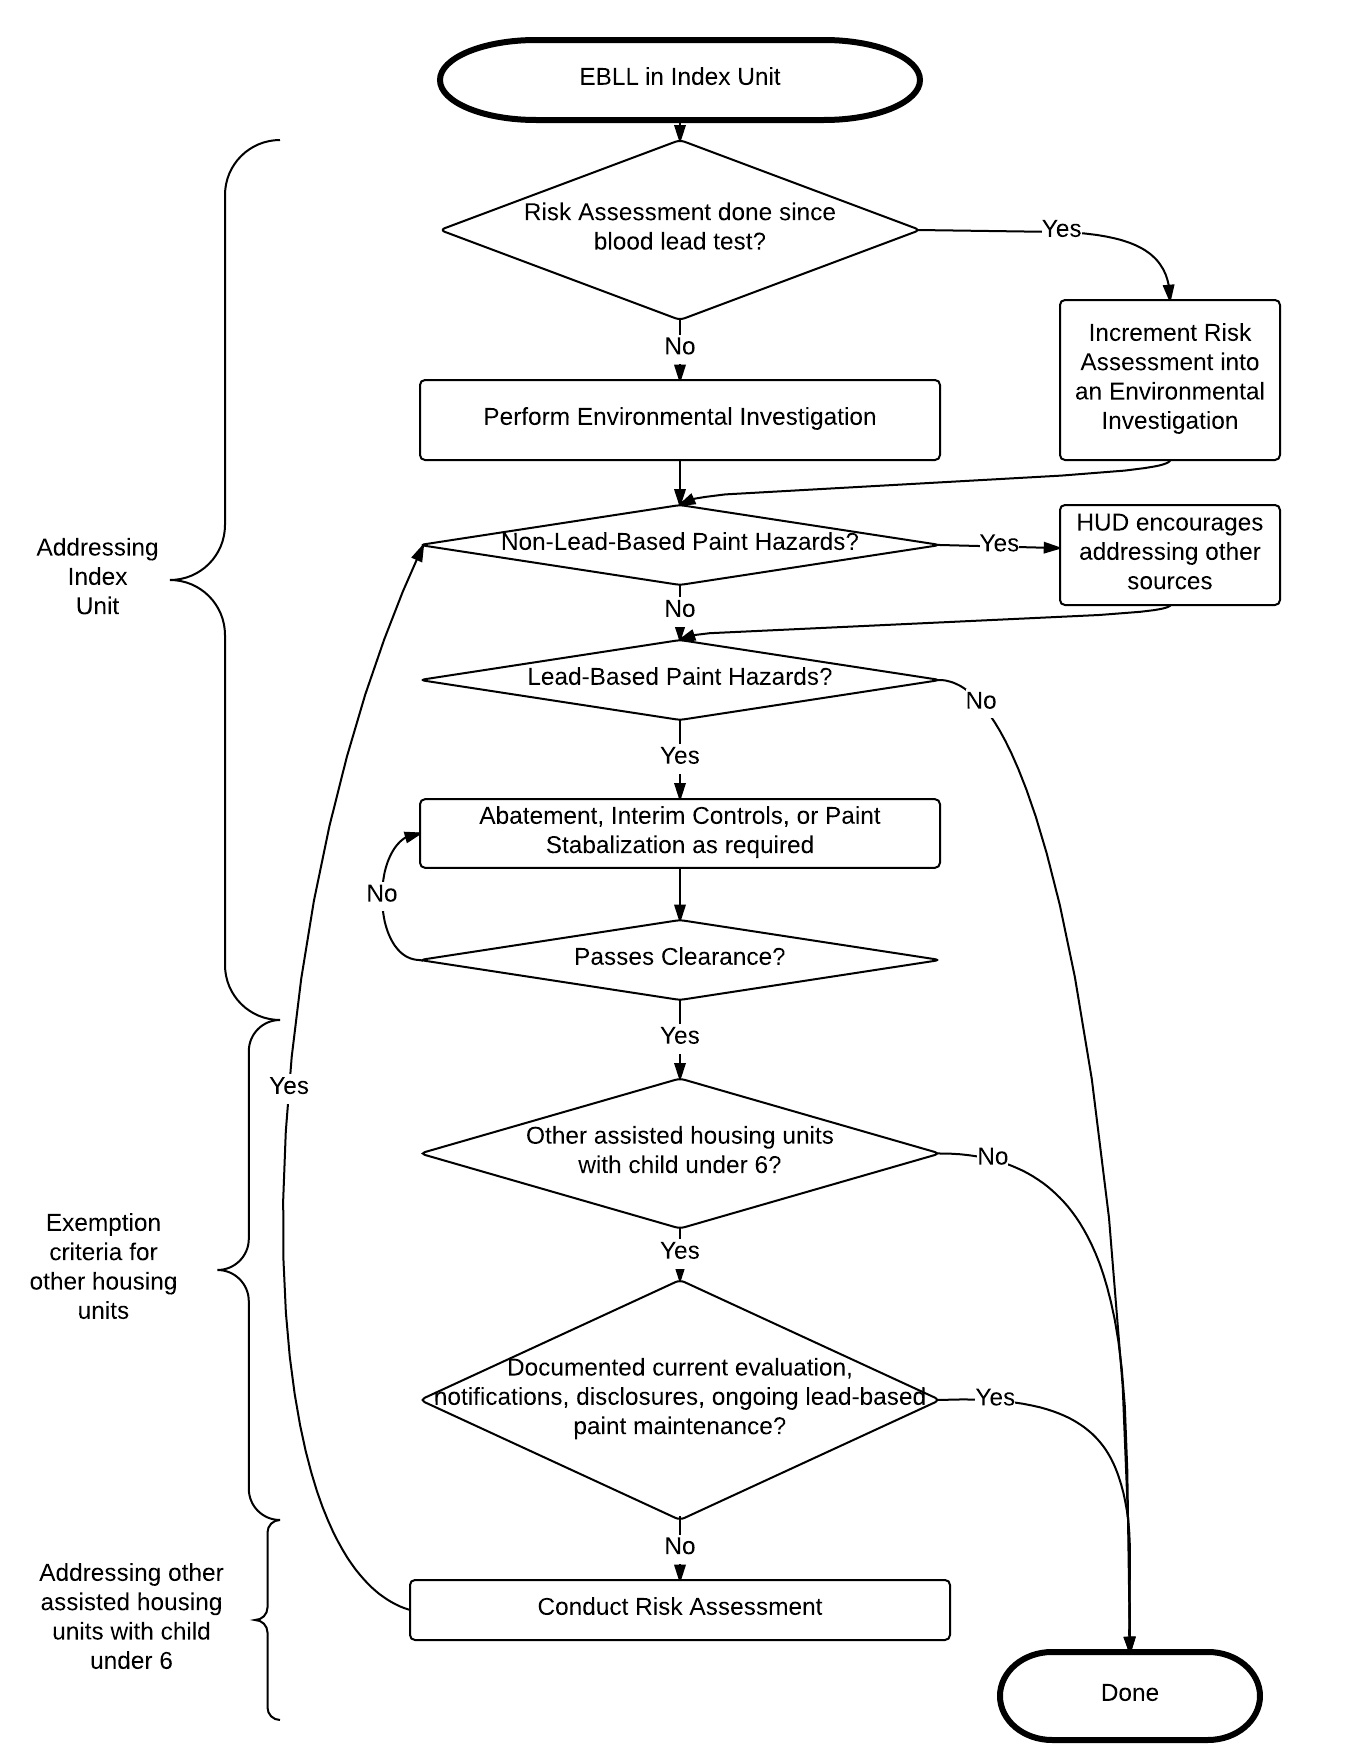 EBLL in Index Unit
Risk Assessment done since
blood lead test?
Yes
No
Increment Risk
Assessment into
an Environmental
Investigation
Perform Environmental Investigation
Non-Lead-Based Paint Hazards?
Yes
HUD encourages
addressing other
sources
Addressing
Index
Unit
No
Lead-Based Paint Hazards?
No
Yes
Abatement, Interim Controls, or Paint
Stabalization as required
No
Passes Clearance?
Yes
Yes
Other assisted housing units
with child under 6?
No
Exemption
criteria for
other housing
units
Yes
Documented current evaluation,
notifications, disclosures, ongoing lead-based
paint maintenance?
Yes
No
Addressing other
assisted housing
units with child
under 6
Conduct Risk Assessment
Done